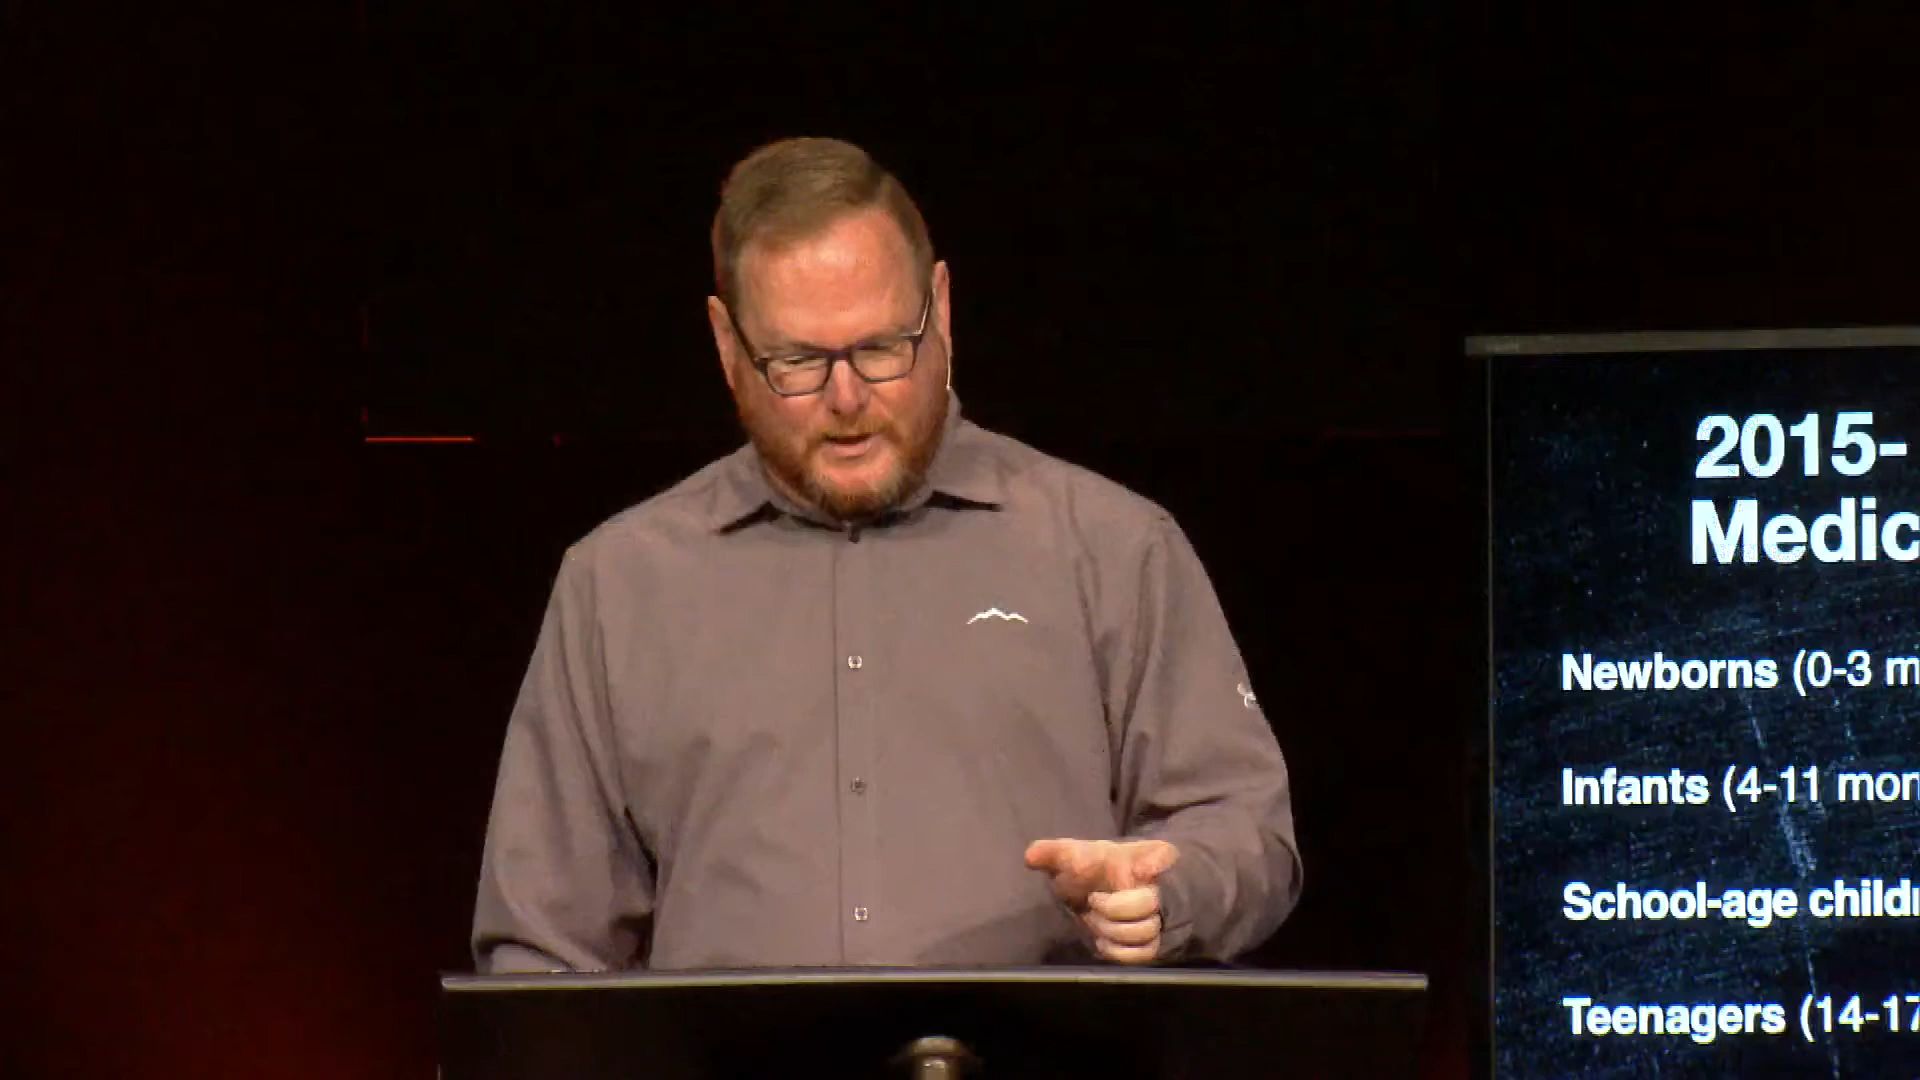 2015-
Medic
Newborns (0-3 m
Infants (4-11 mon
School-age childr
Teenagers (14-17